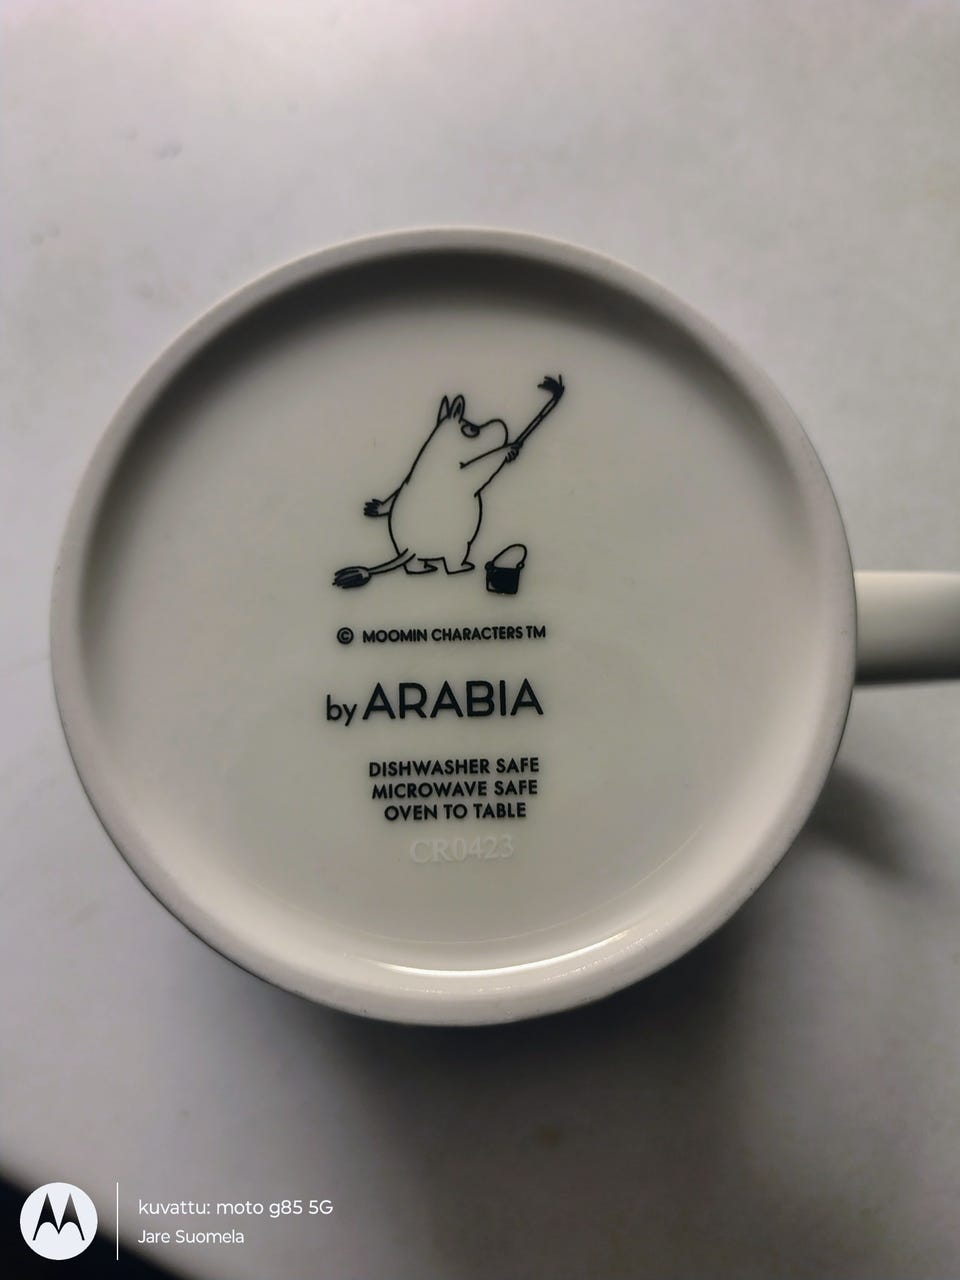 © MOOMIN CHARACTERS TM
by ARABIA
DISHWASHER SAFE
MICROWAVE SAFE
OVEN TO TABLE
CR0423
kuvattu: moto g85 5G
Jare Suomela